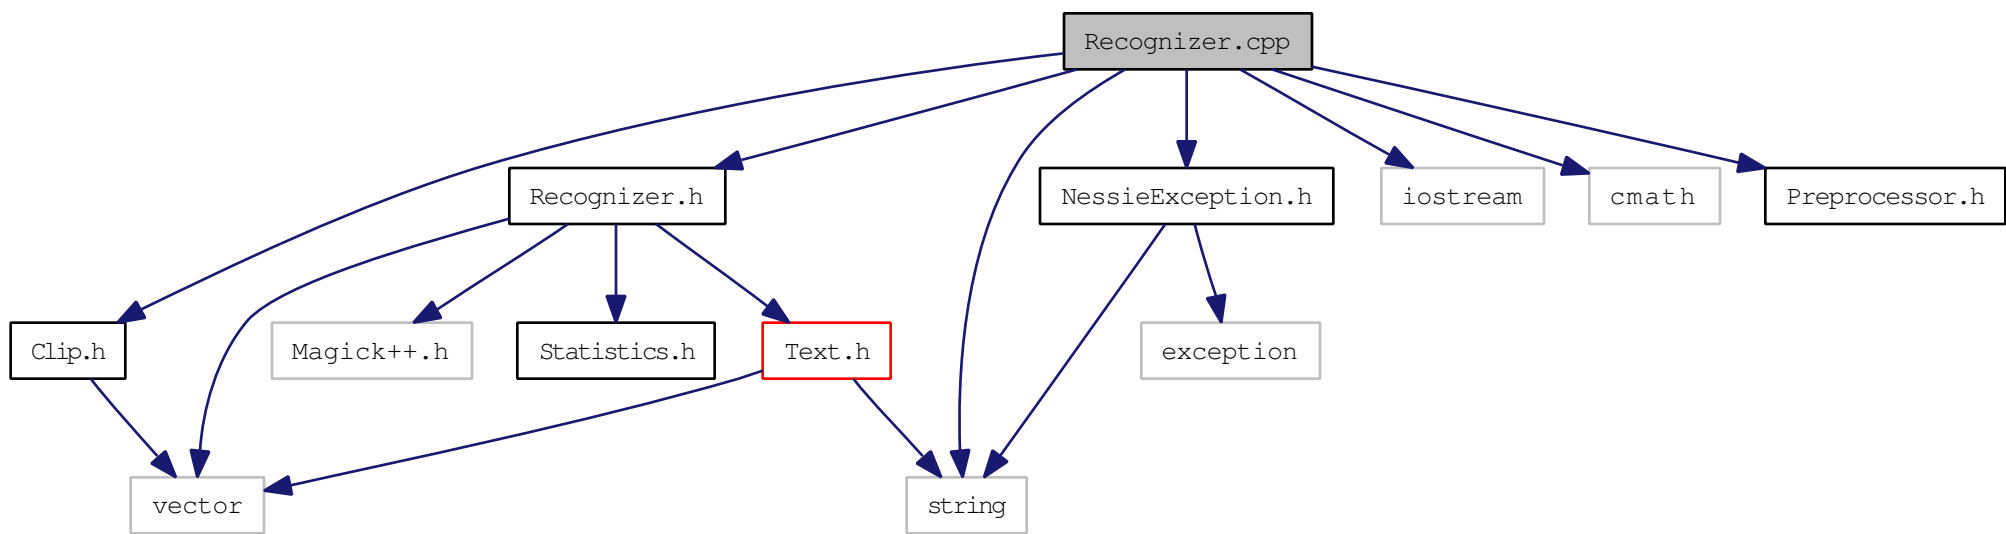 Recognizer.cpp
Recognizer.h
NessieException.h
iostream
cmath
Preprocessor.h
Clip.h
Magick++.h
Statistics.h
Text.h
exception
vector
string